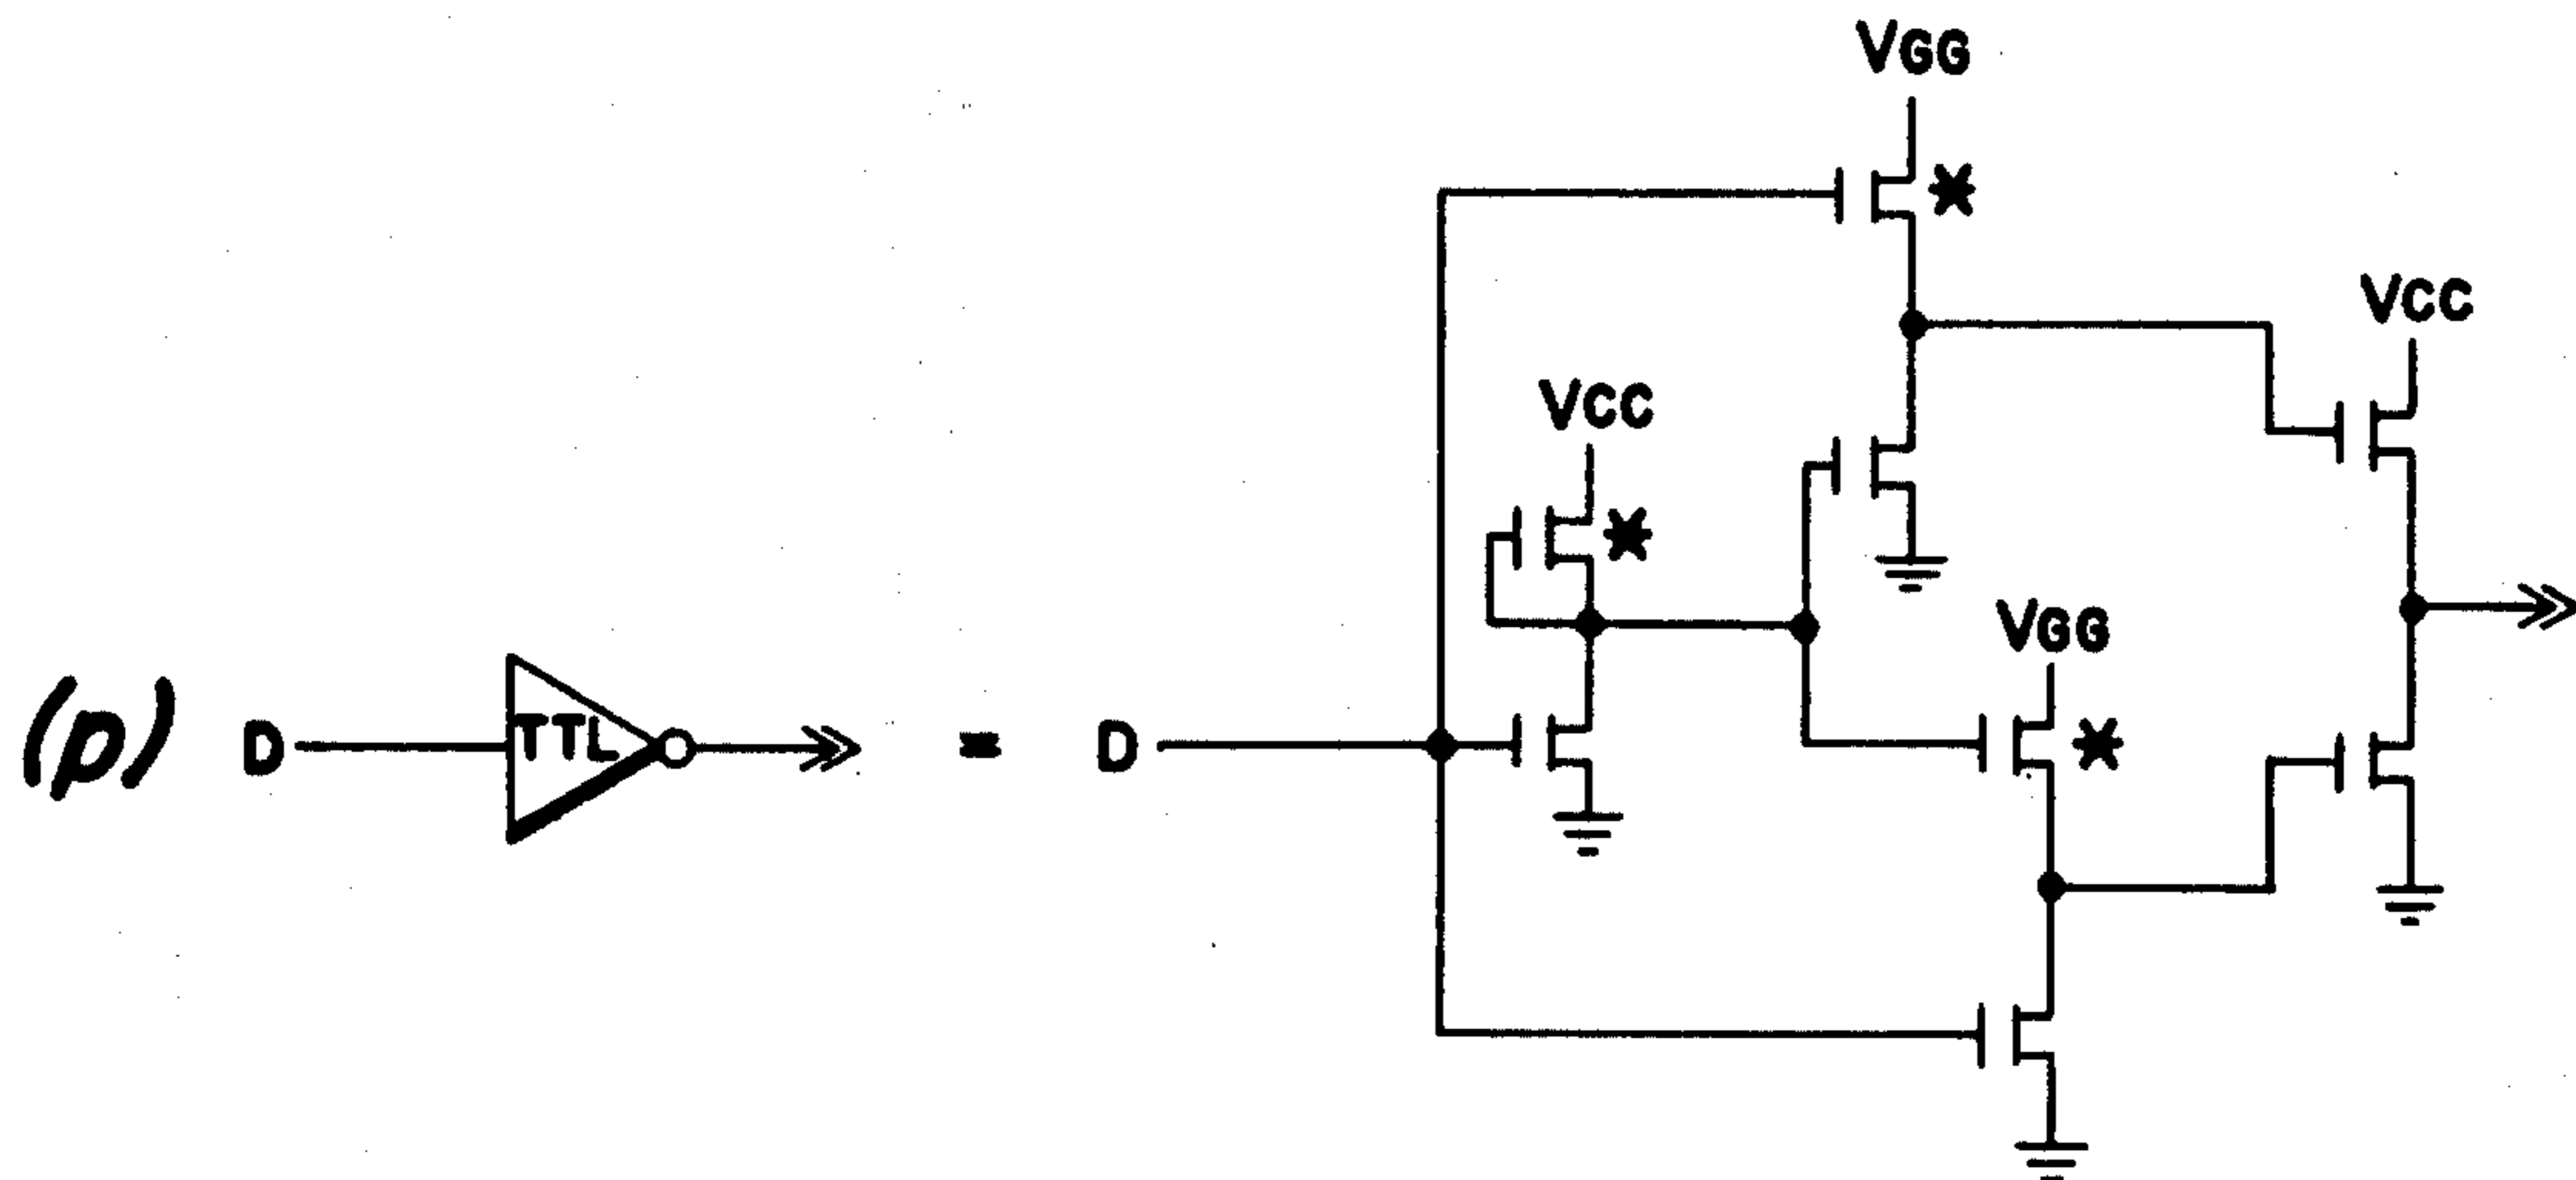 VGG
*
VCC
VCC
*
VGG
(p) D TTL = D
*